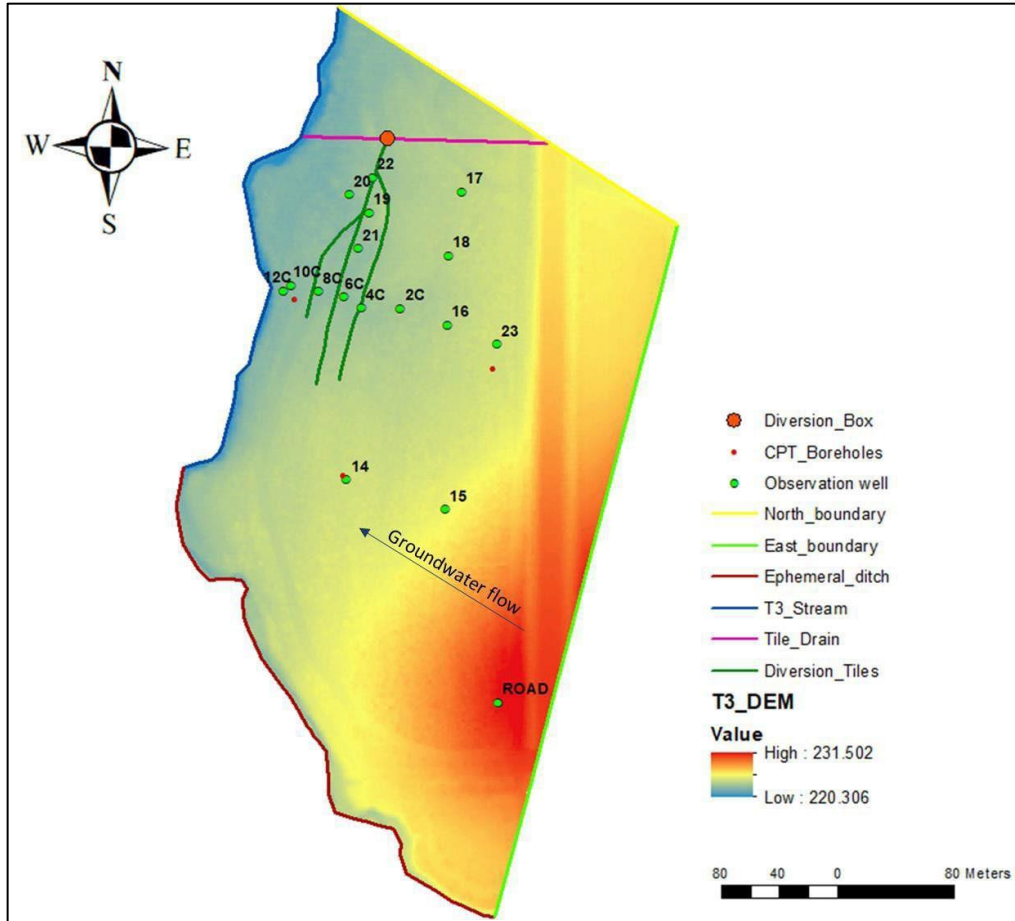 N
W E
S
22
20
17
19
21
18
12C 10C 8C 6C 4C 2C
16
23
14
15
Groundwater flow
ROAD
Diversion_Box
CPT_Boreholes
Observation well
North_boundary
East_boundary
Ephemeral_ditch
T3_Stream
Tile_Drain
Diversion_Tiles
T3_DEM
Value
High : 231.502
Low : 220.306
80 40 0 80 Meters